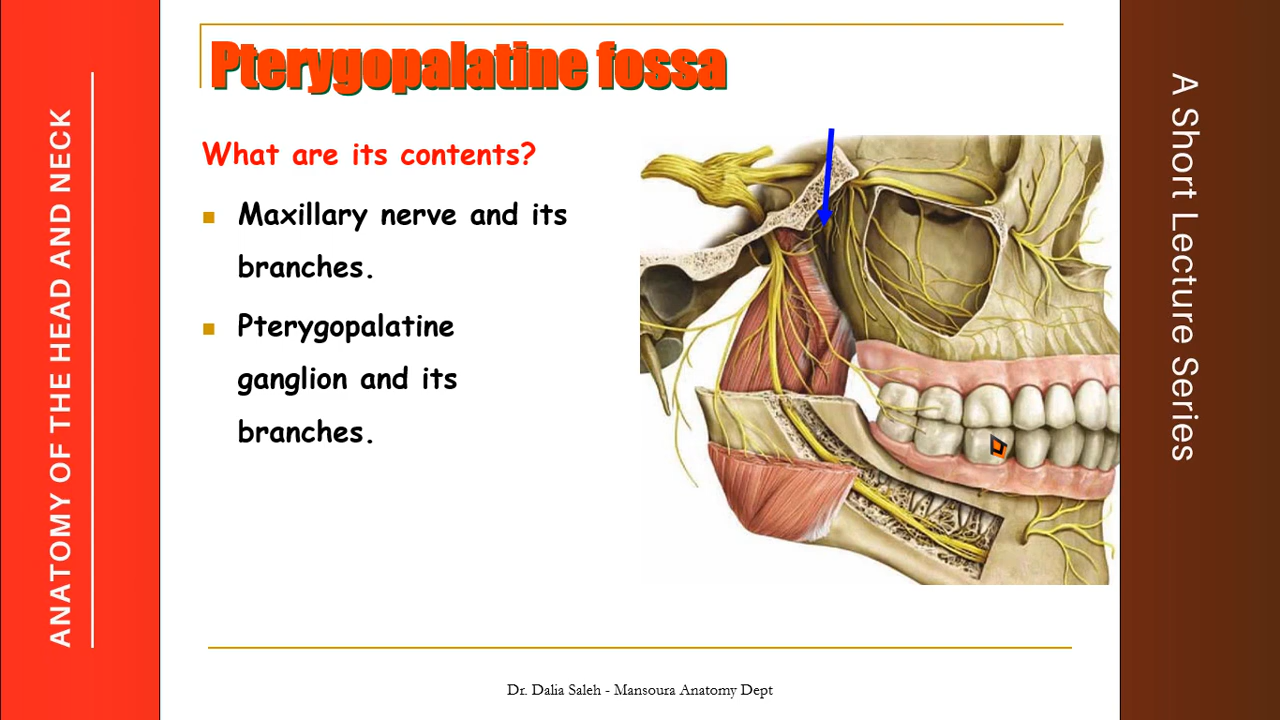 Pterygopalatine fossa
What are its contents?
Maxillary nerve and its
branches.
Pterygopalatine
ganglion and its
branches.
Dr. Dalia Saleh - Mansoura Anatomy Dept
ANATOMY OF THE HEAD AND NECK
A Short Lecture Series